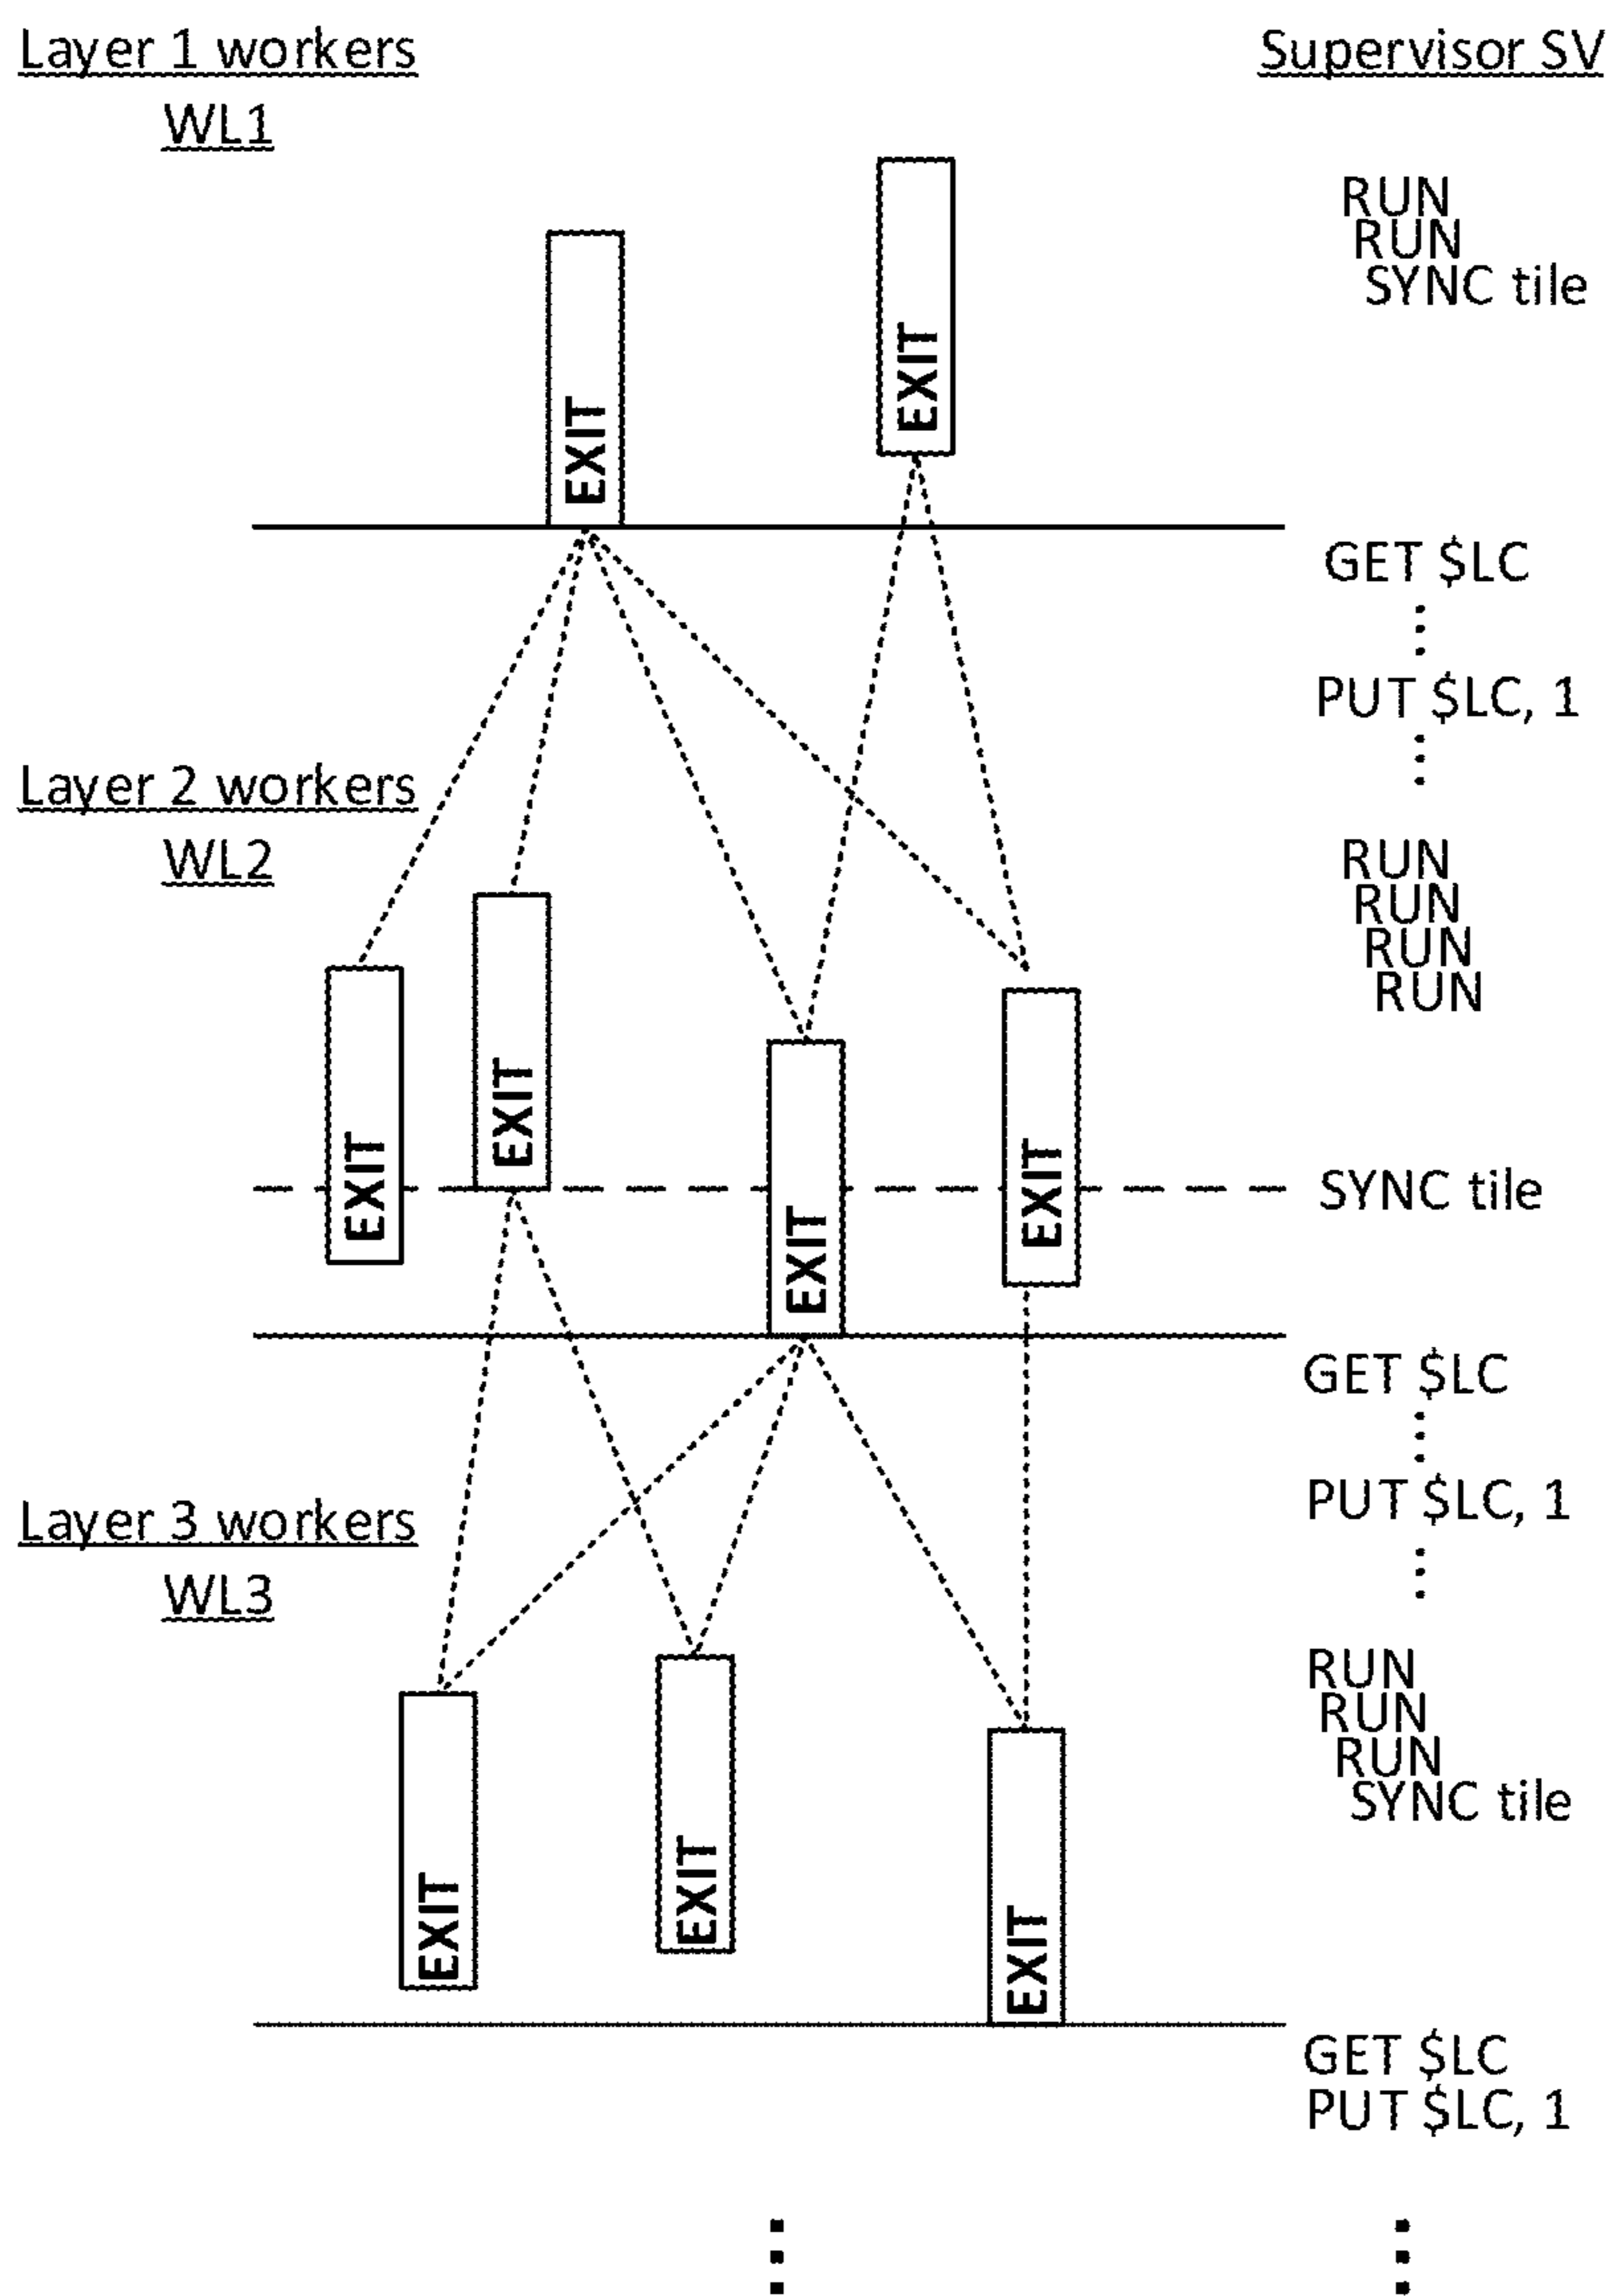 Layer 1 workers
WL1
Supervisor SV
RUN
RUN
SYNC tile
EXIT
EXIT
GET $LC
PUT $LC, 1
Layer 2 workers
WL2
RUN
RUN
RUN
RUN
EXIT
EXIT
EXIT
EXIT
SYNC tile
GET $LC
PUT $LC, 1
Layer 3 workers
WL3
RUN
RUN
RUN
SYNC tile
EXIT
EXIT
EXIT
GET $LC
PUT $LC, 1